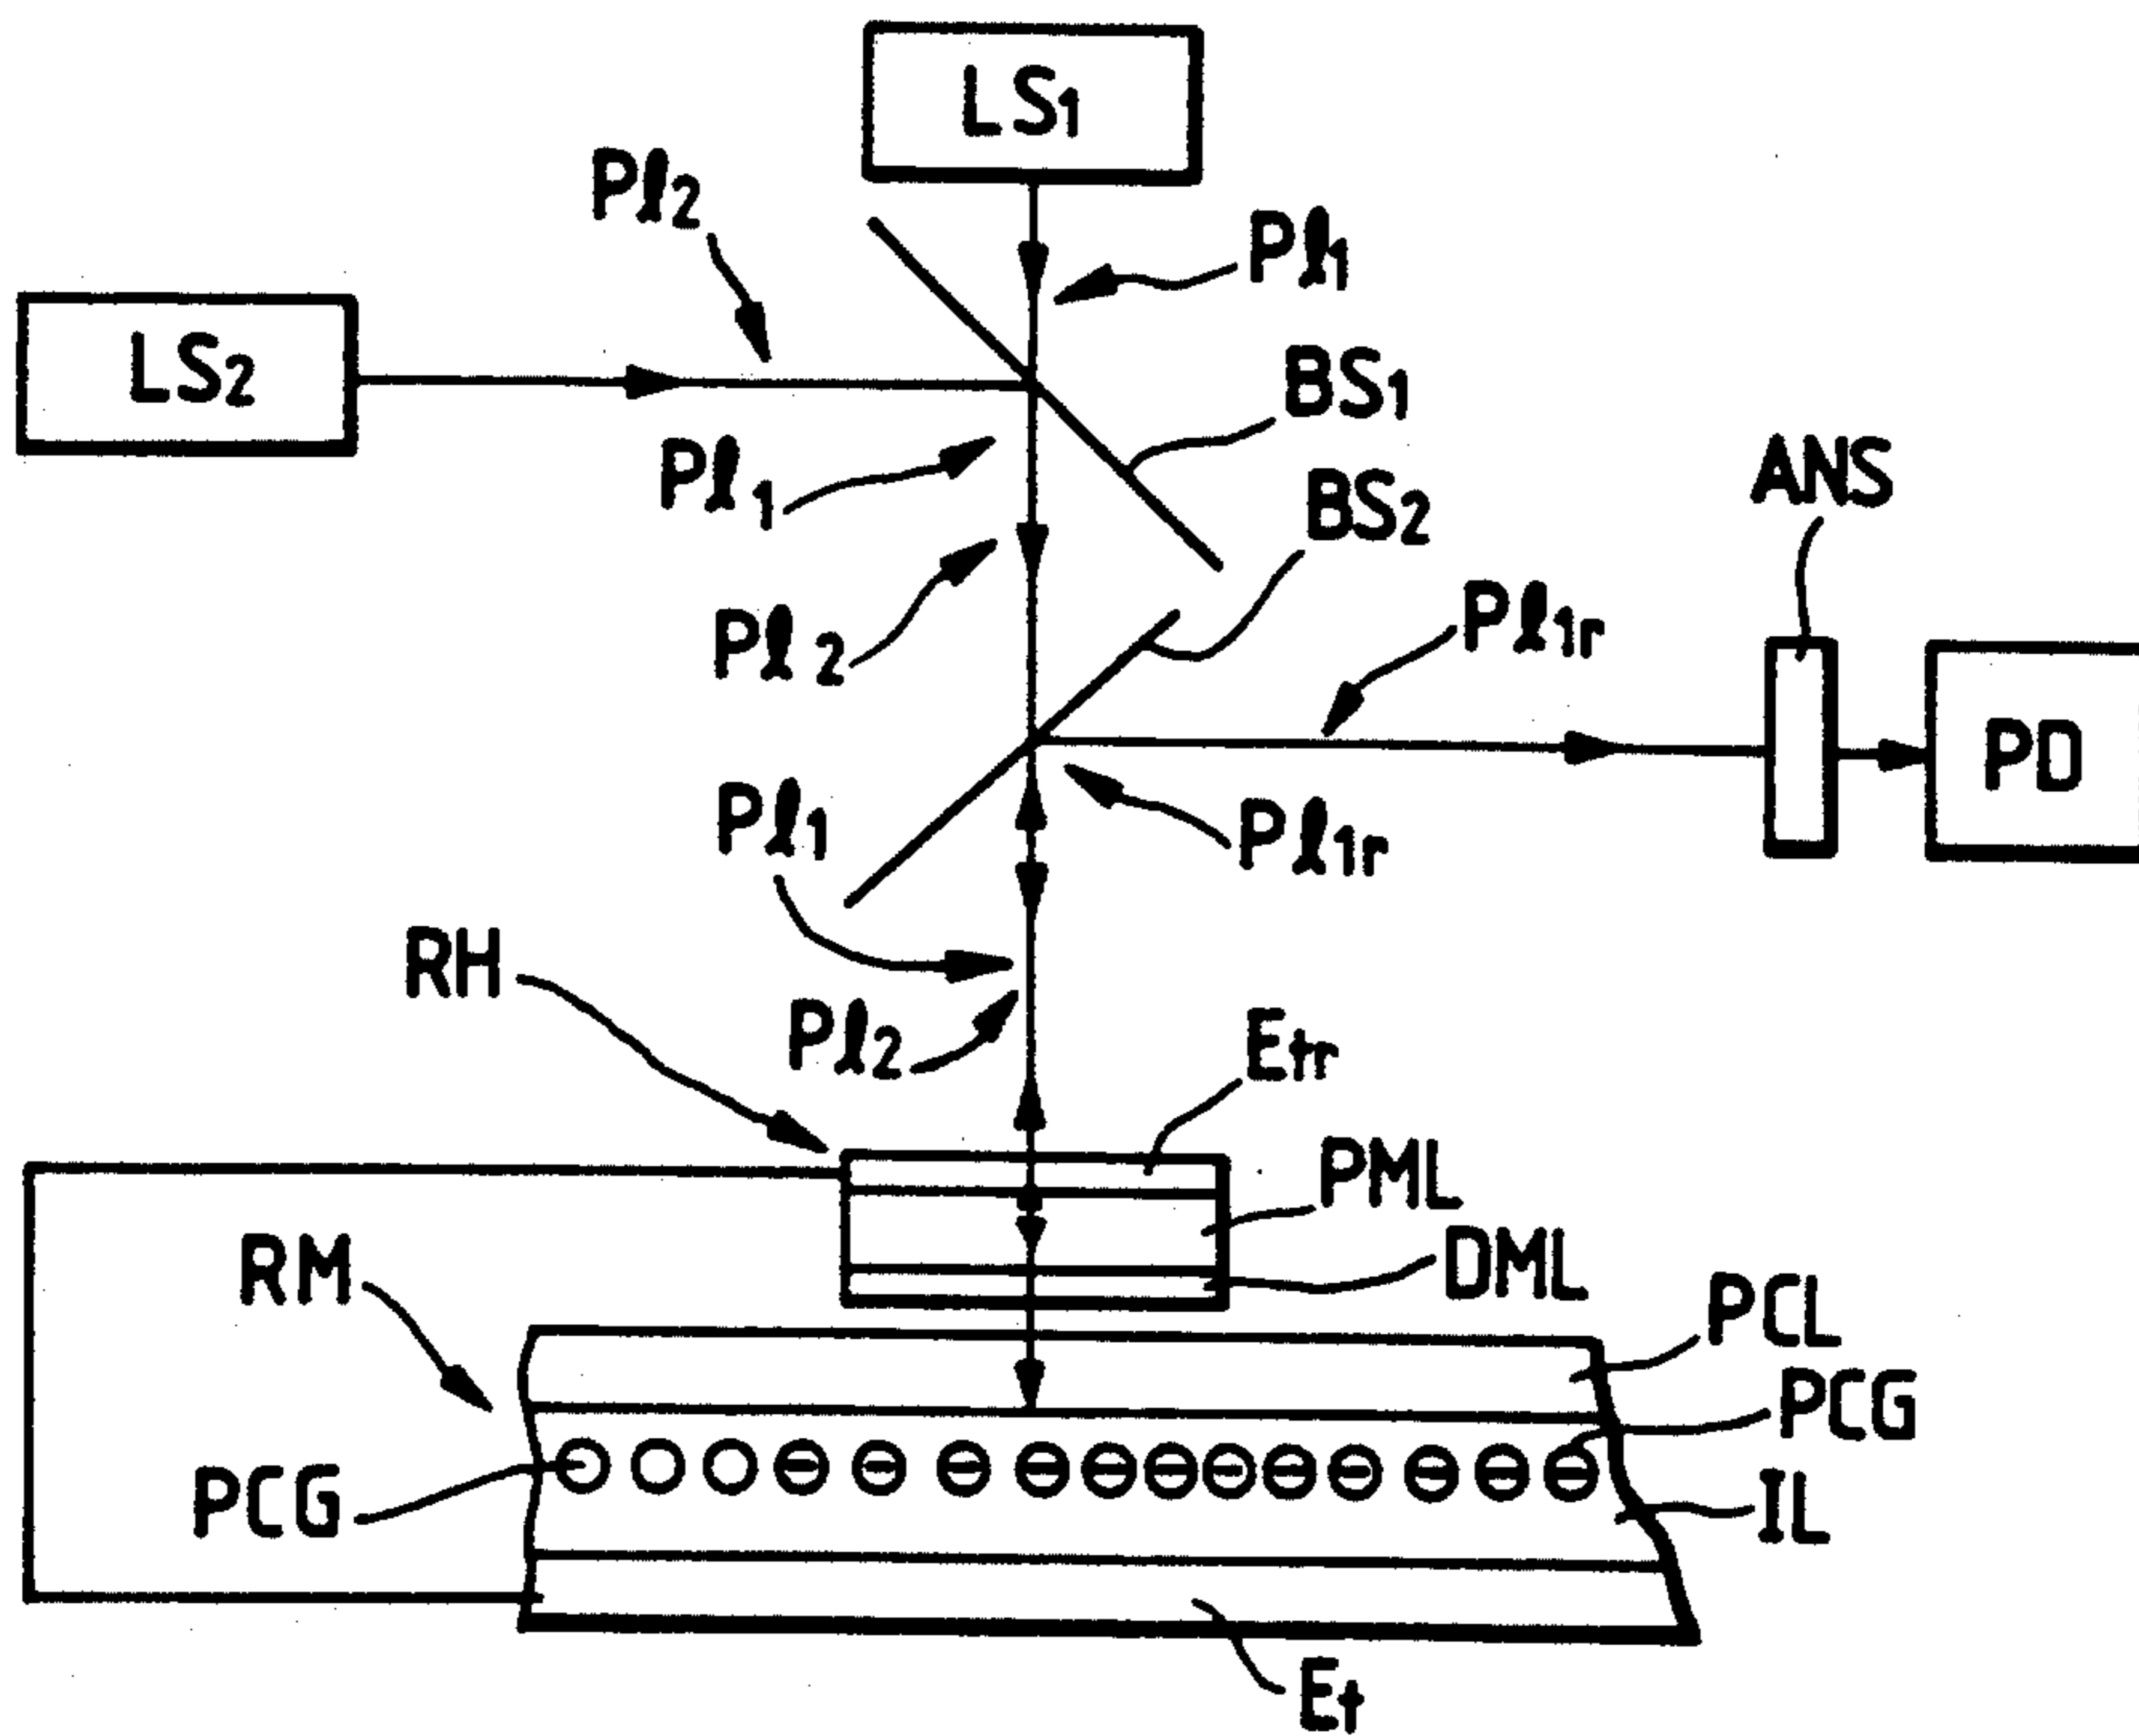 LS1
Pl2
Pl1
LS2
BS1
Pl1
ANS
BS2
Pl2
Pl1r
PD
Pl1
Pl1r
RH
Pl2
Etr
PML
RM
DML
PCL
PCG
PCG
IL
Et